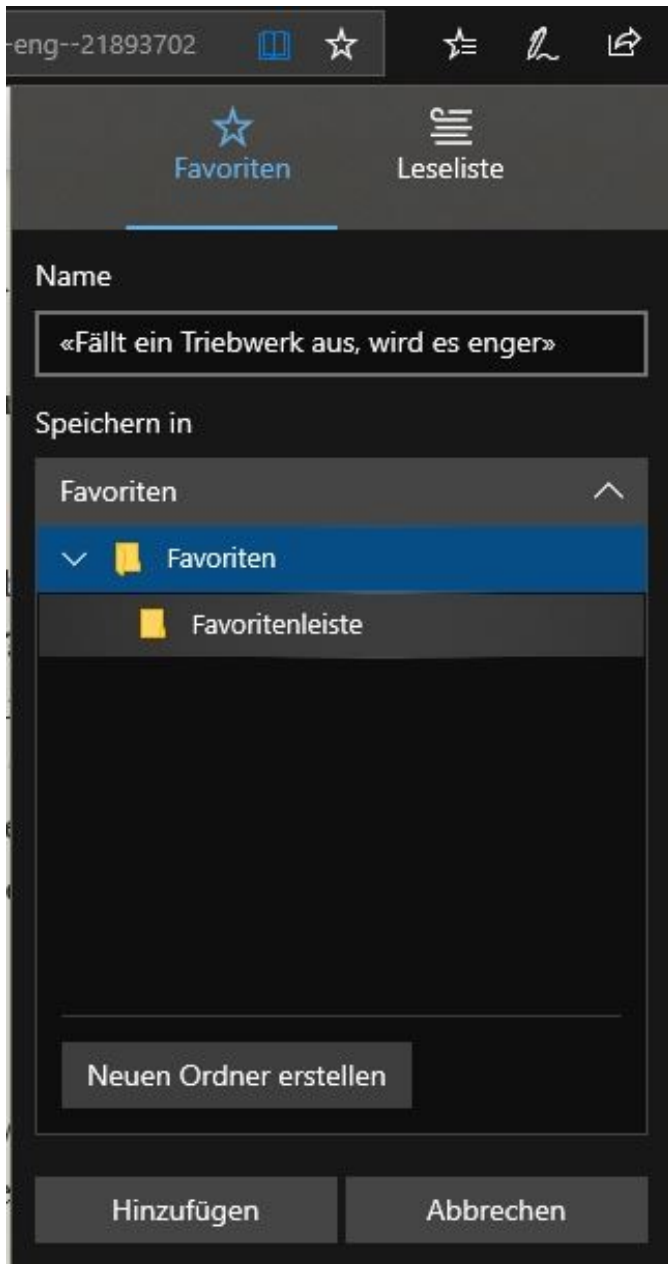 -eng--21893702
Favoriten
Leseliste
Name
«Fällt ein Triebwerk aus, wird es enger»
Speichern in
Favoriten
Favoriten
Favoritenleiste
Neuen Ordner erstellen
Hinzufügen
Abbrechen